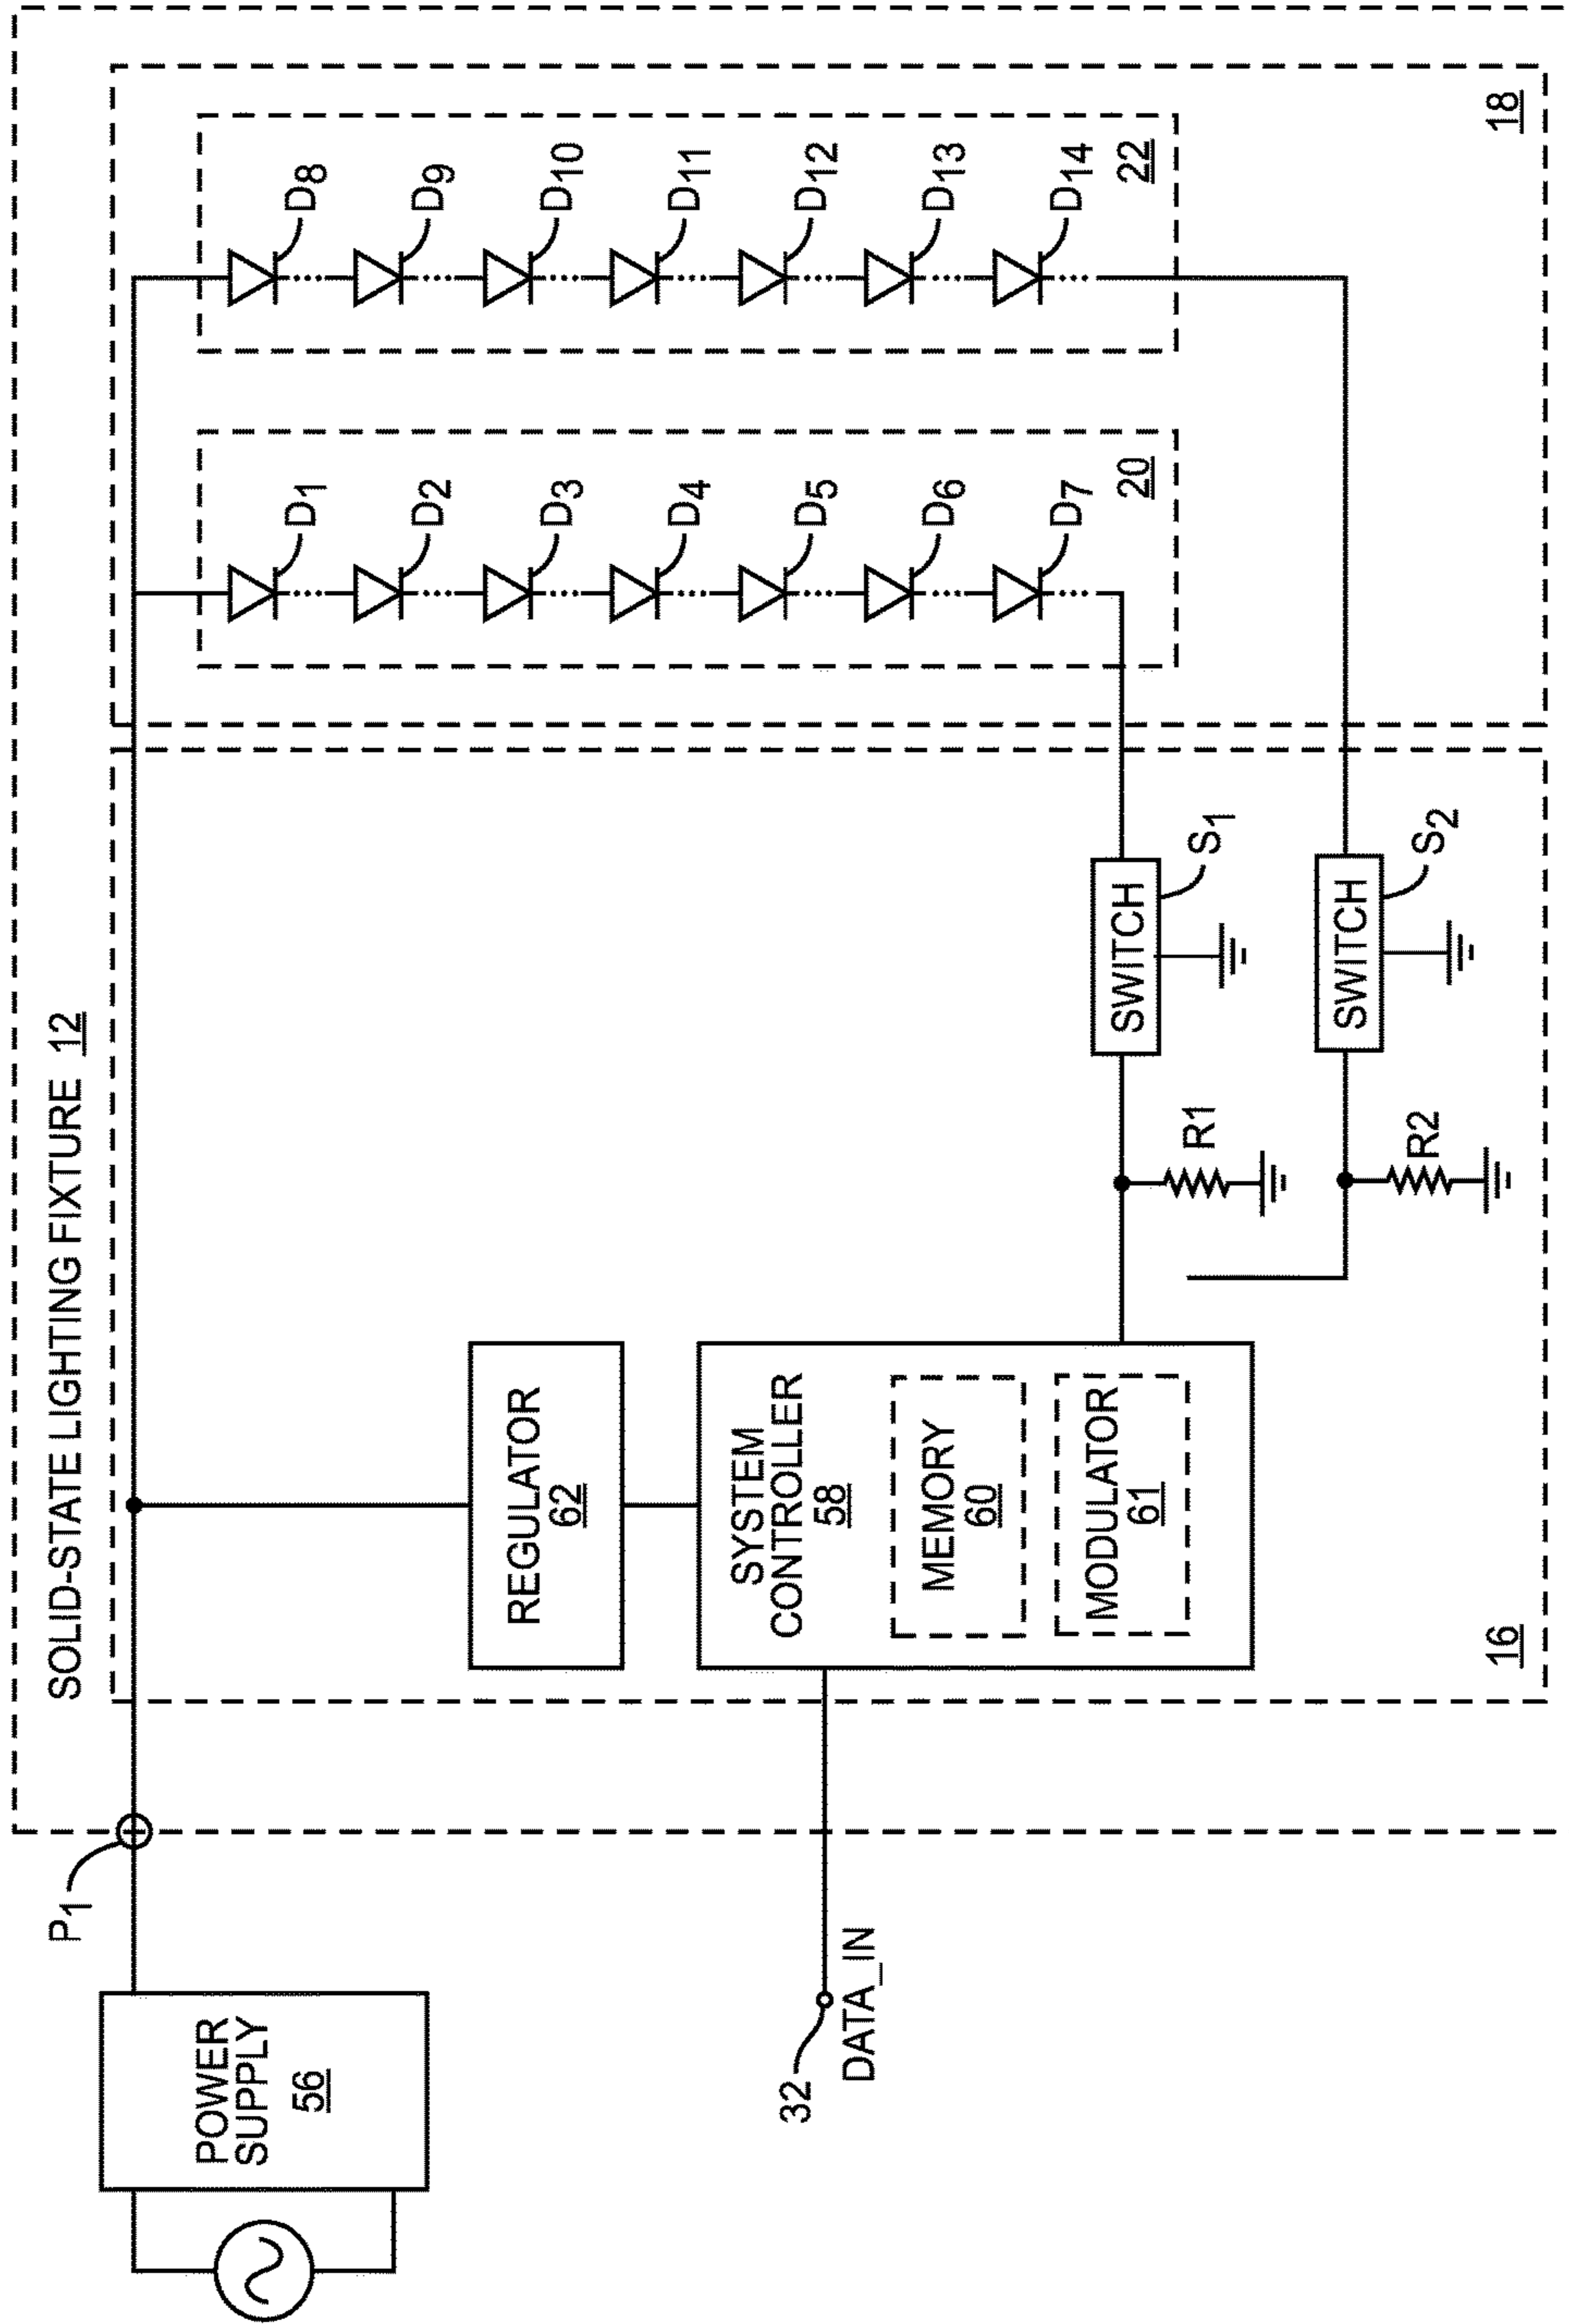 SOLID-STATE LIGHTING FIXTURE 12
P1
POWER
SUPPLY
56
REGULATOR
62
SYSTEM
CONTROLLER
58
MEMORY
60
MODULATOR
61
32
DATA_IN
R1
R2
SWITCH
S1
SWITCH
S2
16
D1
D2
D3
D4
D5
D6
D7
20
D8
D9
D10
D11
D12
D13
D14
22
18